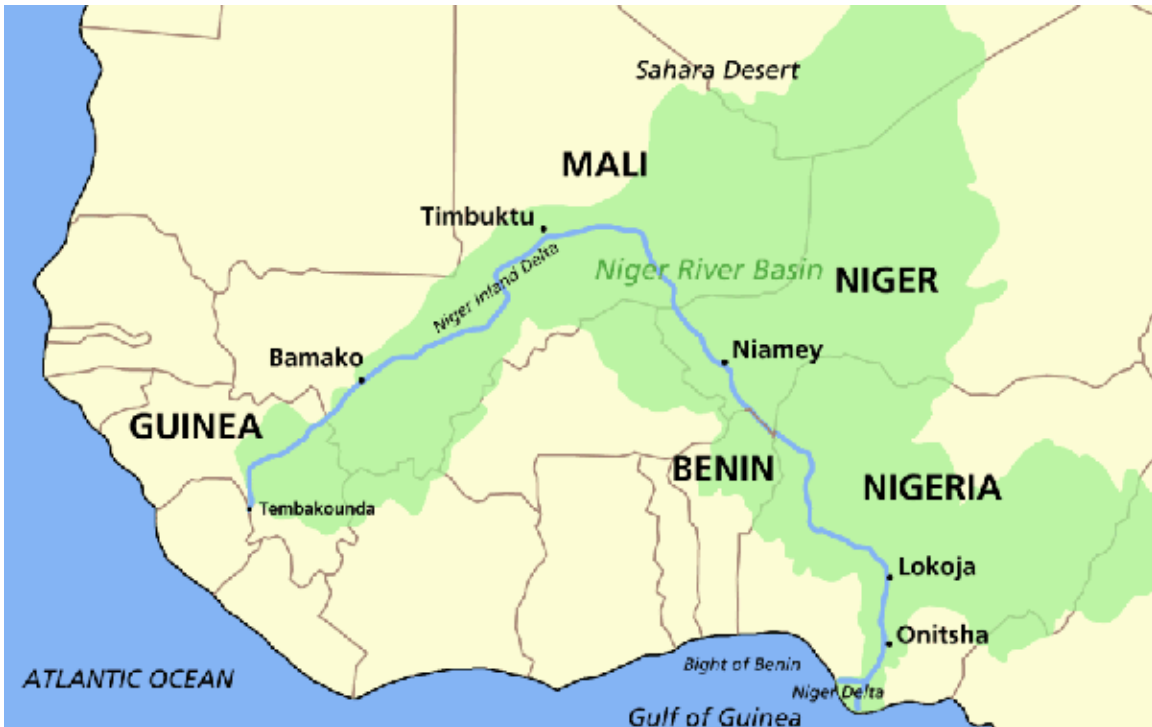 Sahara Desert
MALI
Timbuktu
Niger Inland Delta
Niger River Basin
NIGER
Bamako
Niamey
GUINEA
BENIN
NIGERIA
Tembakounda
Lokoja
Onitsha
ATLANTIC OCEAN
Bight of Benin
Niger Delta
Gulf of Guinea